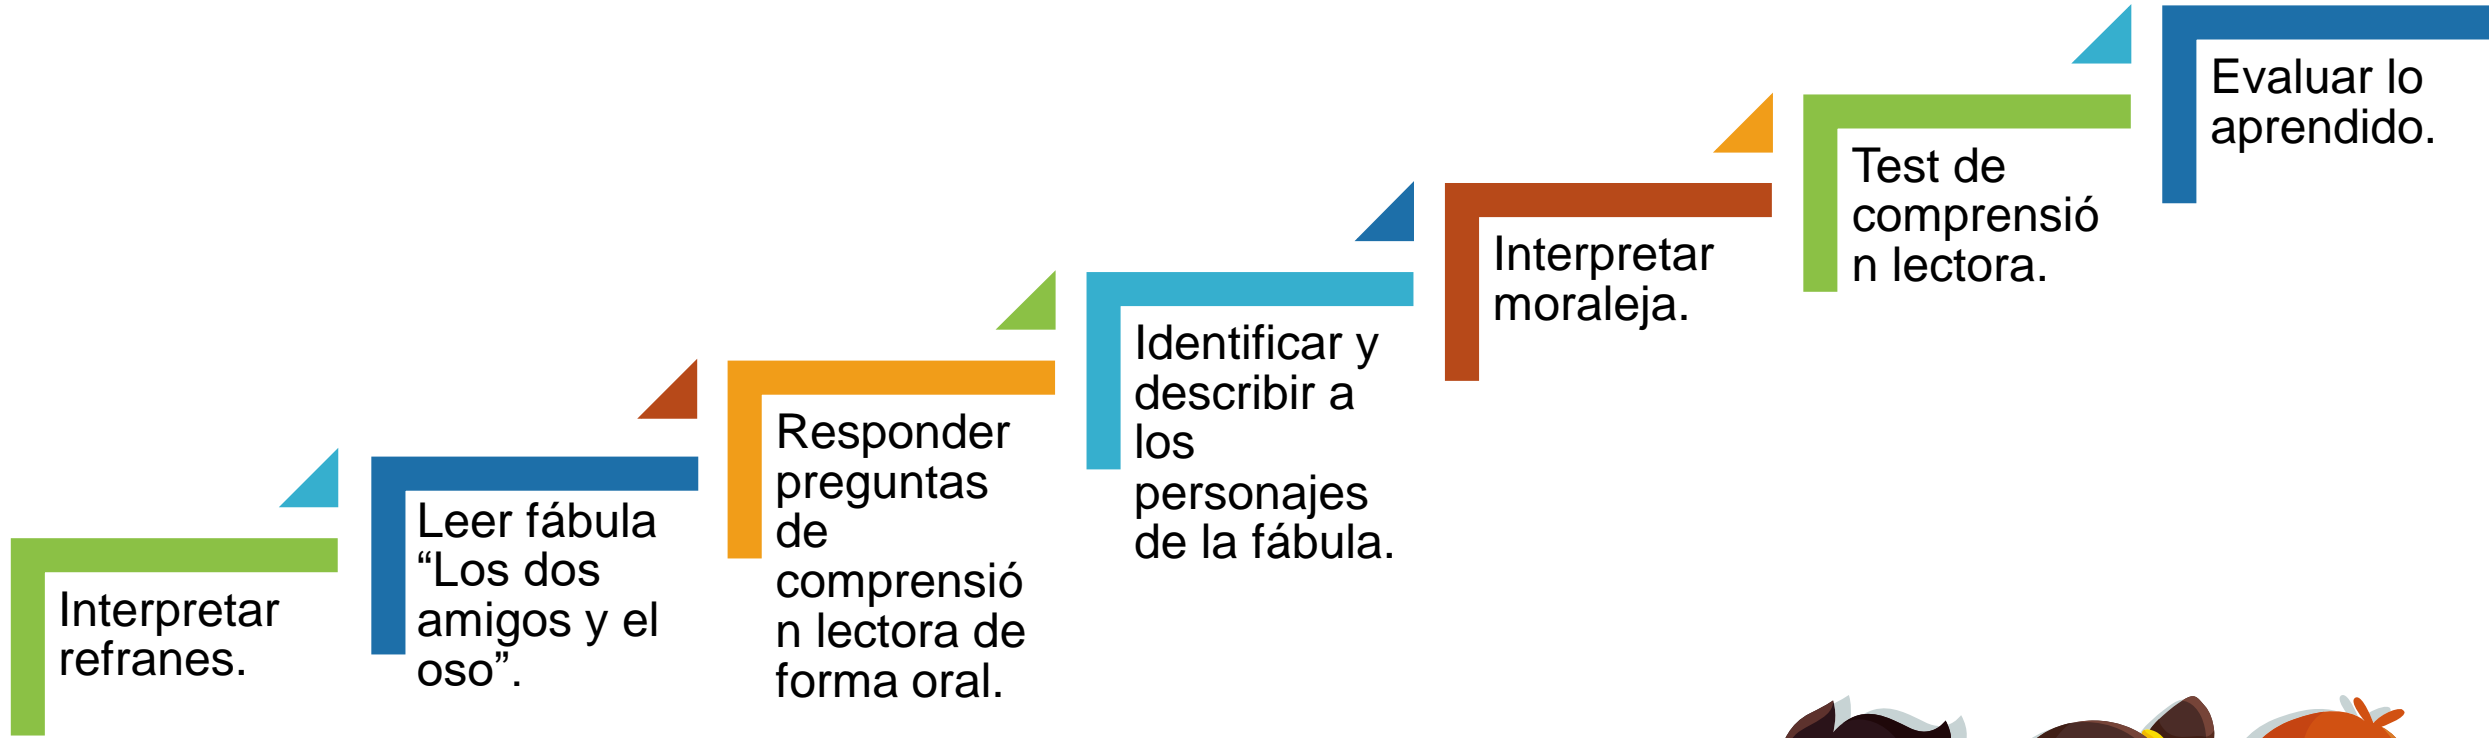 Interpretar
refranes.
Leer fábula
“Los dos
amigos y el
oso”.
Responder
preguntas
de
comprensió
n lectora de
forma oral.
Identificar y
describir a
los
personajes
de la fábula.
Interpretar
moraleja.
Test de
comprensió
n lectora.
Evaluar lo
aprendido.